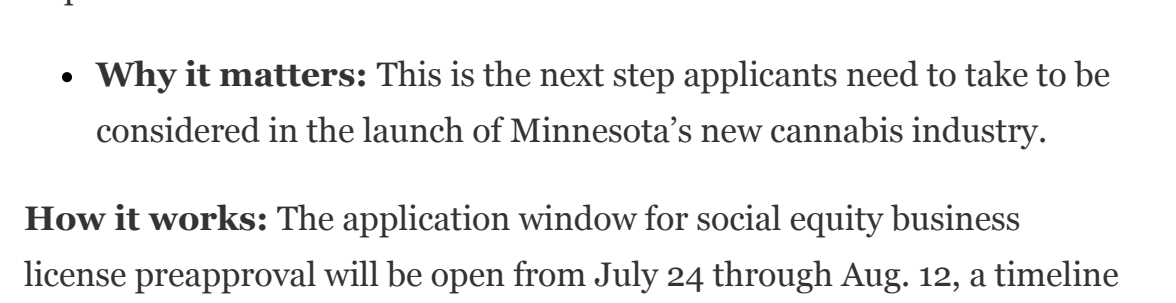 • Why it matters: This is the next step applicants need to take to be
considered in the launch of Minnesota’s new cannabis industry.
How it works: The application window for social equity business
license preapproval will be open from July 24 through Aug. 12, a timeline